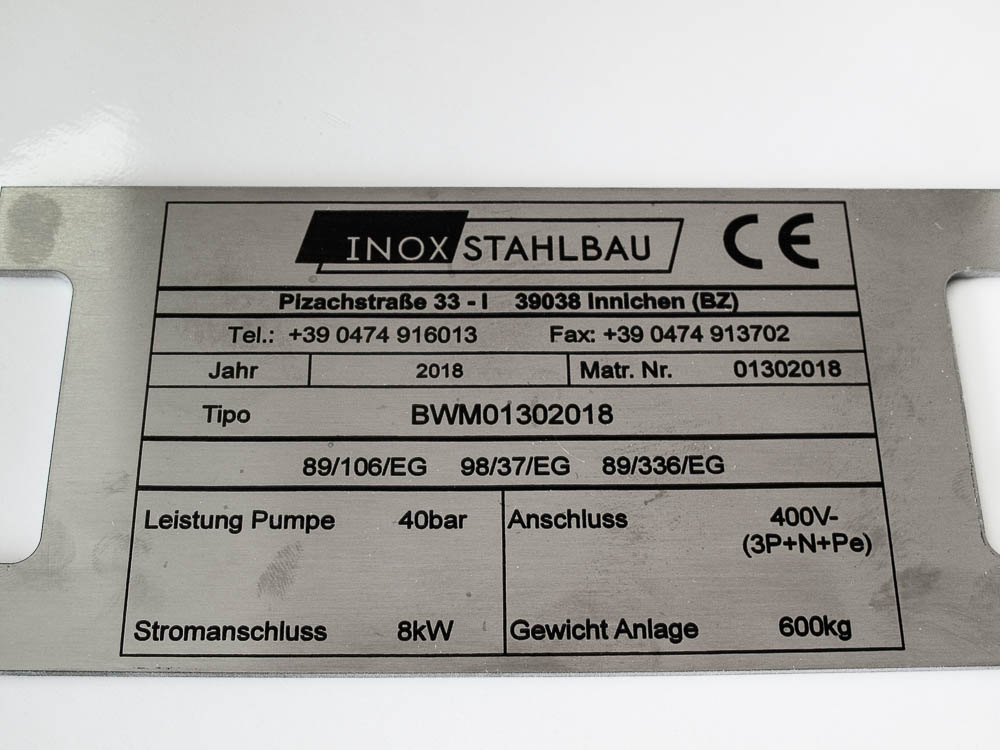 INOX STAHLBAU CE
Pizachstraße 33 - I 39038 Innichen (BZ)
Tel.: +39 0474 916013 Fax: +39 0474 913702
Jahr 2018 Matr. Nr. 01302018
Tipo BWM01302018
89/106/EG 98/37/EG 89/336/EG
Leistung Pumpe 40bar Anschluss 400V-
(3P+N+Pe)
Stromanschluss 8kW Gewicht Anlage 600kg